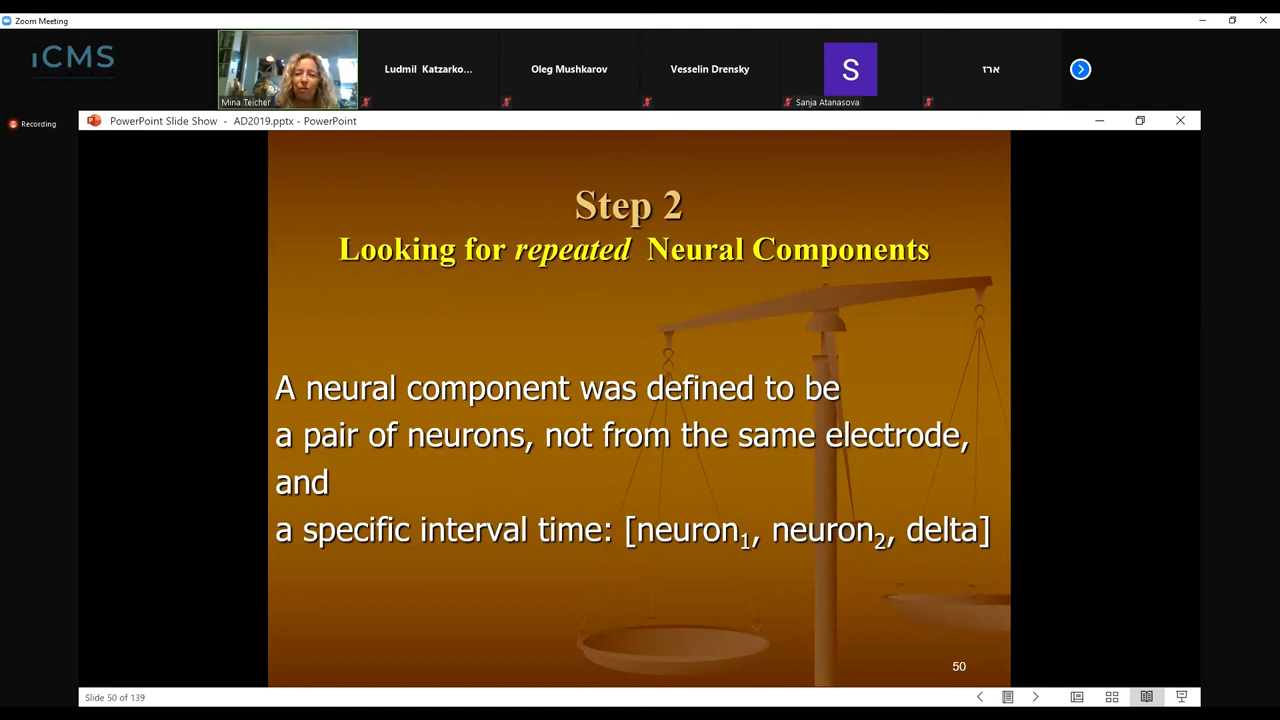 Zoom Meeting
iCMS
Mina Teicher
Ludmil Katzarko...
Oleg Mushkarov
Vesselin Drensky
S
Sanja Atanasova
ארז
Recording
PowerPoint Slide Show - AD2019.pptx - PowerPoint
Step 2
Looking for repeated Neural Components
A neural component was defined to be
a pair of neurons, not from the same electrode,
and
a specific interval time: [neuron1, neuron2, delta]
50
Slide 50 of 139